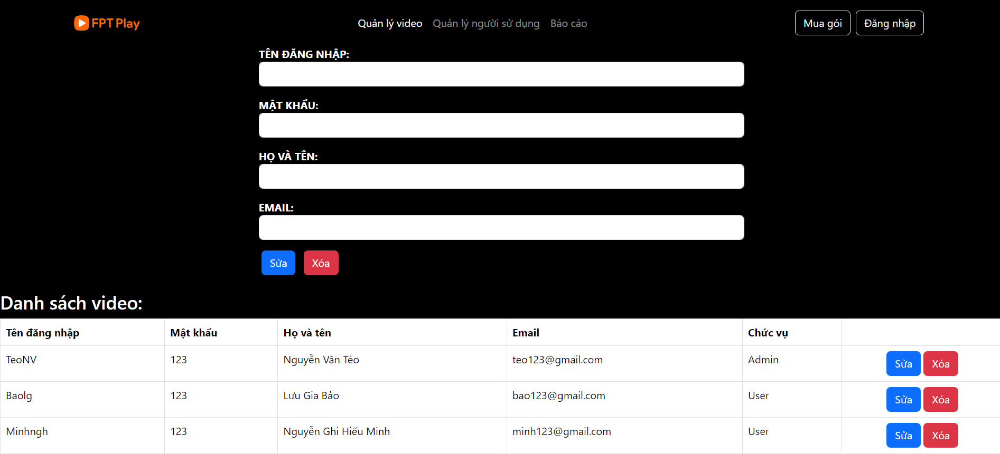 FPT Play
Quản lý video Quản lý người sử dụng Báo cáo
Mua gói Đăng nhập
TÊN ĐĂNG NHẬP:
MẬT KHẨU:
HỌ VÀ TÊN:
EMAIL:
Sửa Xóa
Danh sách video:
Tên đăng nhập Mật khẩu Họ và tên Email Chức vụ
TeoNV 123 Nguyễn Văn Tèo teo123@gmail.com Admin Sửa Xóa
Baolg 123 Lưu Gia Bảo bao123@gmail.com User Sửa Xóa
Minhngh 123 Nguyễn Ghi Hiếu Minh minh123@gmail.com User Sửa Xóa